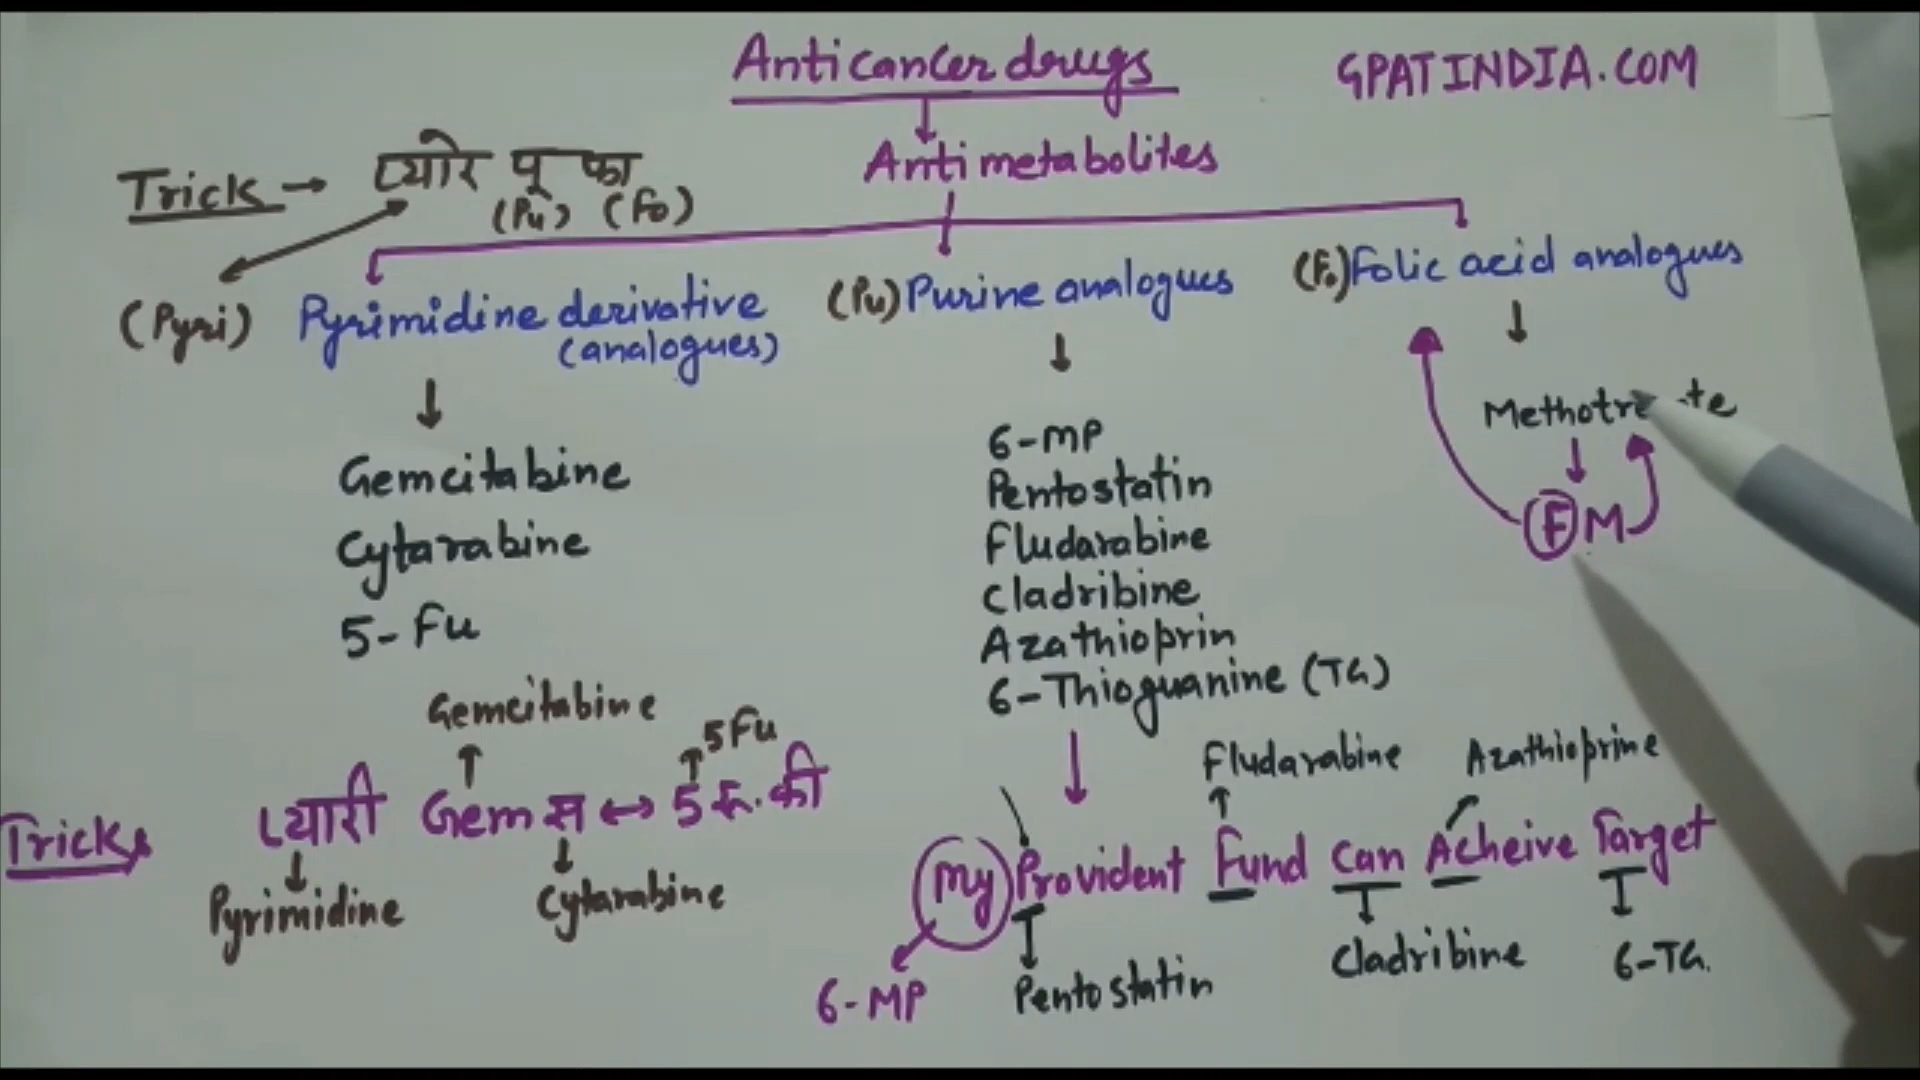 Anticancer drugs
GPATINDIA.COM
Antimetabolites
Trick → प्योर पू फा
(Pu) (Fo)
(Pyri) Pyrimidine derivative
(analogues)
(Pu) Purine analogues
(Fo) Folic acid analogues
Gemcitabine
Cytarabine
5-Fu
6-MP
Pentostatin
Fludarabine
Cladribine
Azathioprin
6-Thioguanine (TG)
F M
Gemcitabine
5Fu
Tricks प्यारी Gem स ↔ 5 रू. की
Pyrimidine
Cytarabine
Fludarabine
Azathioprine
My Provident Fund Can Acheive Target
6-MP
Pentostatin
Cladribine
6-TG.